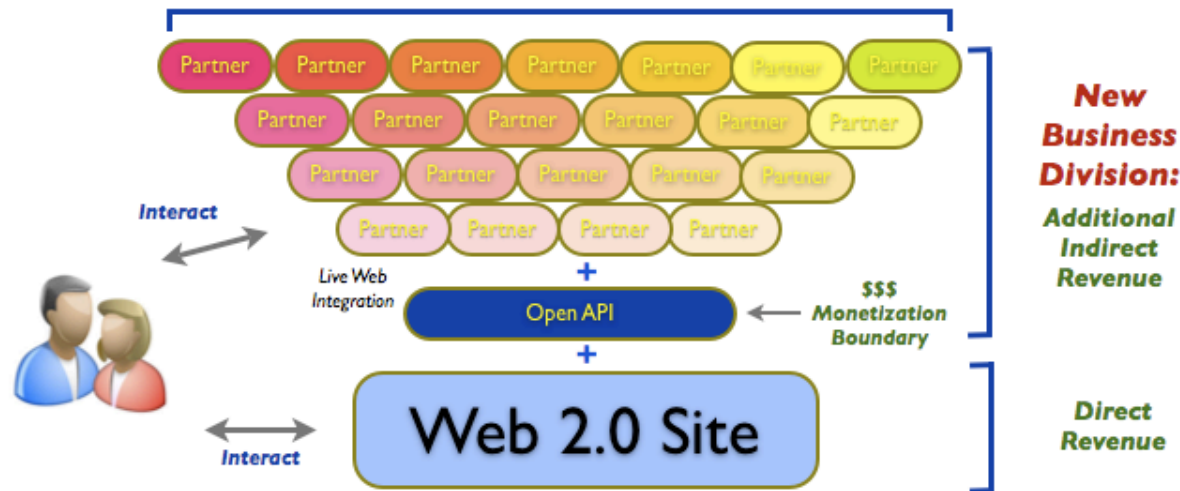 Partner Partner Partner Partner Partner Partner Partner
Partner Partner Partner Partner Partner Partner
Partner Partner Partner Partner Partner
Partner Partner Partner Partner
Interact
Live Web
Integration
+
Open API
$$$
Monetization
Boundary
+
Web 2.0 Site
Interact
New
Business
Division:
Additional
Indirect
Revenue
Direct
Revenue